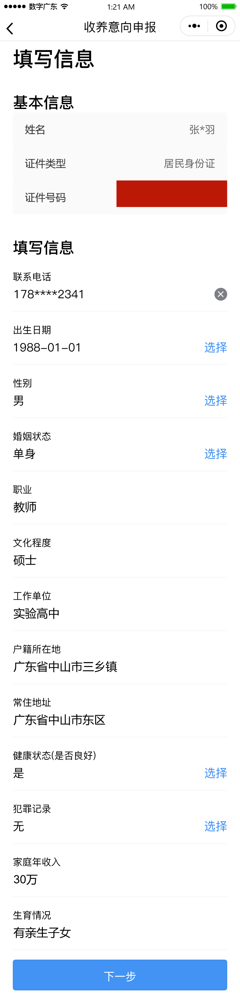 数字广东 1:21 AM 100%
收养意向申报
填写信息
基本信息
姓名 张*羽
证件类型 居民身份证
证件号码
填写信息
联系电话
178****2341
出生日期
1988-01-01 选择
性别
男 选择
婚姻状态
单身 选择
职业
教师
文化程度
硕士
工作单位
实验高中
户籍所在地
广东省中山市三乡镇
常住地址
广东省中山市东区
健康状态(是否良好)
是 选择
犯罪记录
无 选择
家庭年收入
30万
生育情况
有亲生子女
下一步